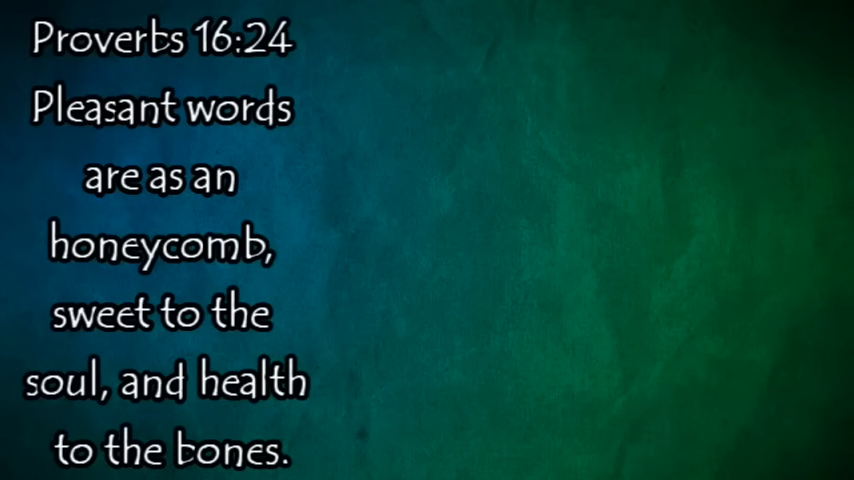 Proverbs 16:24
Pleasant words
are as an
honeycomb,
sweet to the
soul, and health
to the bones.